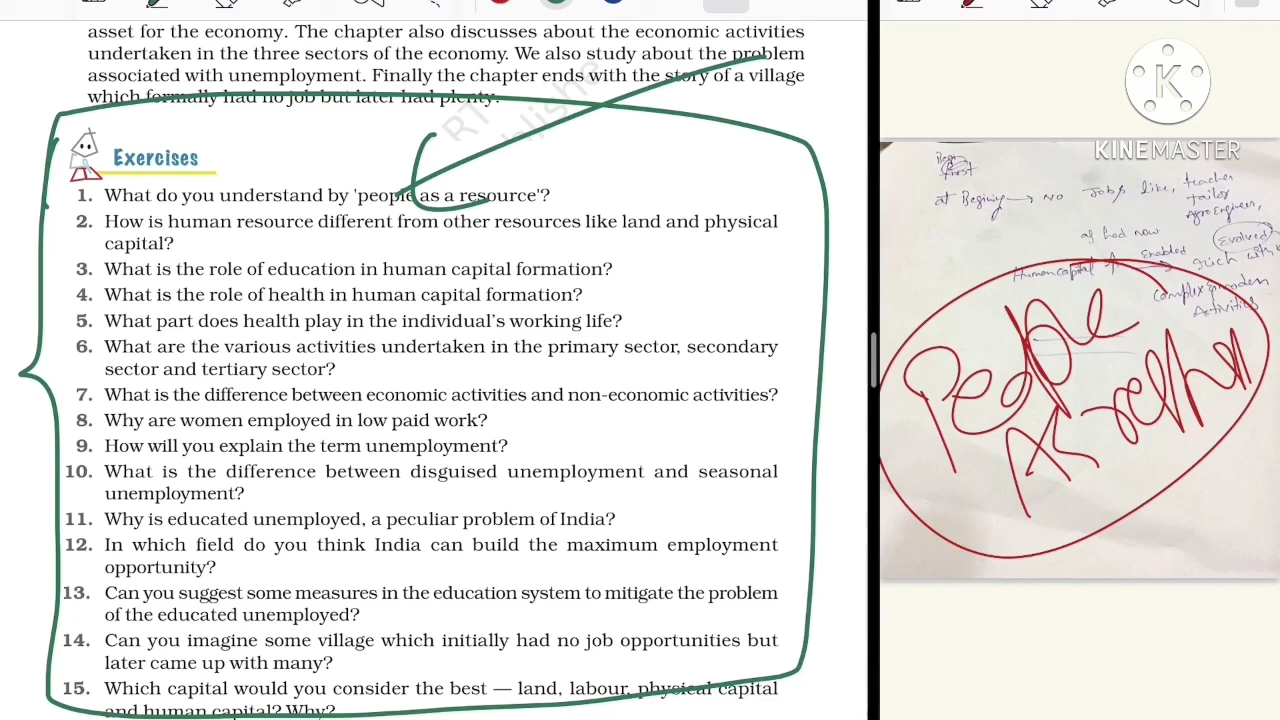 asset for the economy. The chapter also discusses about the economic activities
undertaken in the three sectors of the economy. We also study about the problem
associated with unemployment. Finally the chapter ends with the story of a village
which formally had no job but later had plenty.
Exercises
1. What do you understand by 'people as a resource'?
2. How is human resource different from other resources like land and physical
capital?
3. What is the role of education in human capital formation?
4. What is the role of health in human capital formation?
5. What part does health play in the individual's working life?
6. What are the various activities undertaken in the primary sector, secondary
sector and tertiary sector?
7. What is the difference between economic activities and non-economic activities?
8. Why are women employed in low paid work?
9. How will you explain the term unemployment?
10. What is the difference between disguised unemployment and seasonal
unemployment?
11. Why is educated unemployed, a peculiar problem of India?
12. In which field do you think India can build the maximum employment
opportunity?
13. Can you suggest some measures in the education system to mitigate the problem
of the educated unemployed?
14. Can you imagine some village which initially had no job opportunities but
later came up with many?
15. Which capital would you consider the best — land, labour, physical capital
and human capital? Why?
K
KINEMASTER
first
at Begining → No Jobs like, teacher
tailor
Agro Engineer,
now
Evolved
Human capital Enabled rich with
Complex modern
Activities
People
As